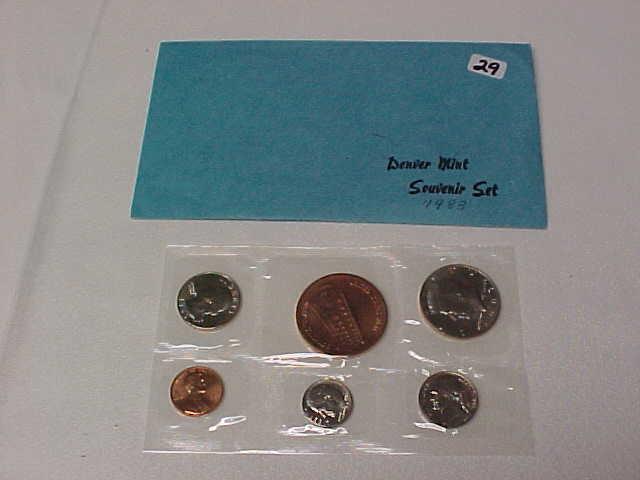 29
Denver Mint
Souvenir Set
1983